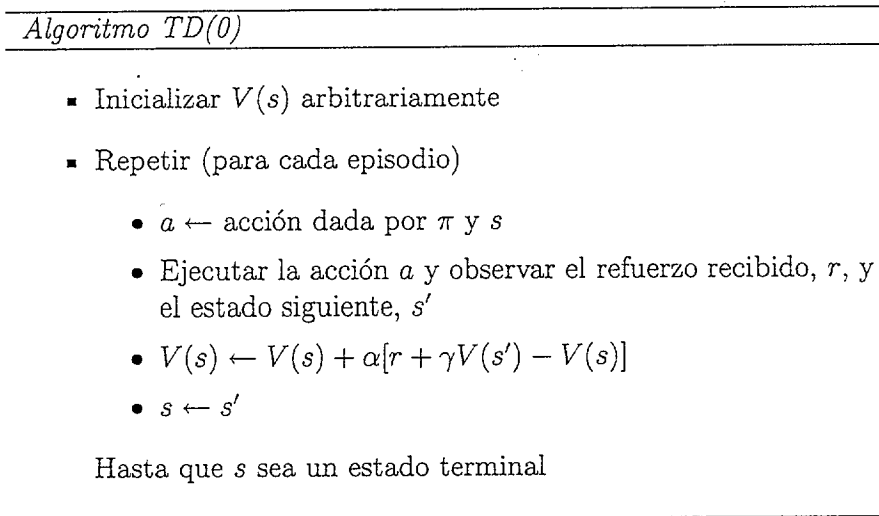 Algoritmo TD(0)
▪ Inicializar V(s) arbitrariamente
▪ Repetir (para cada episodio)
• a ← acción dada por π y s
• Ejecutar la acción a y observar el refuerzo recibido, r, y
el estado siguiente, s′
• V(s) ← V(s) + α[r + γV(s′) − V(s)]
• s ← s′
Hasta que s sea un estado terminal